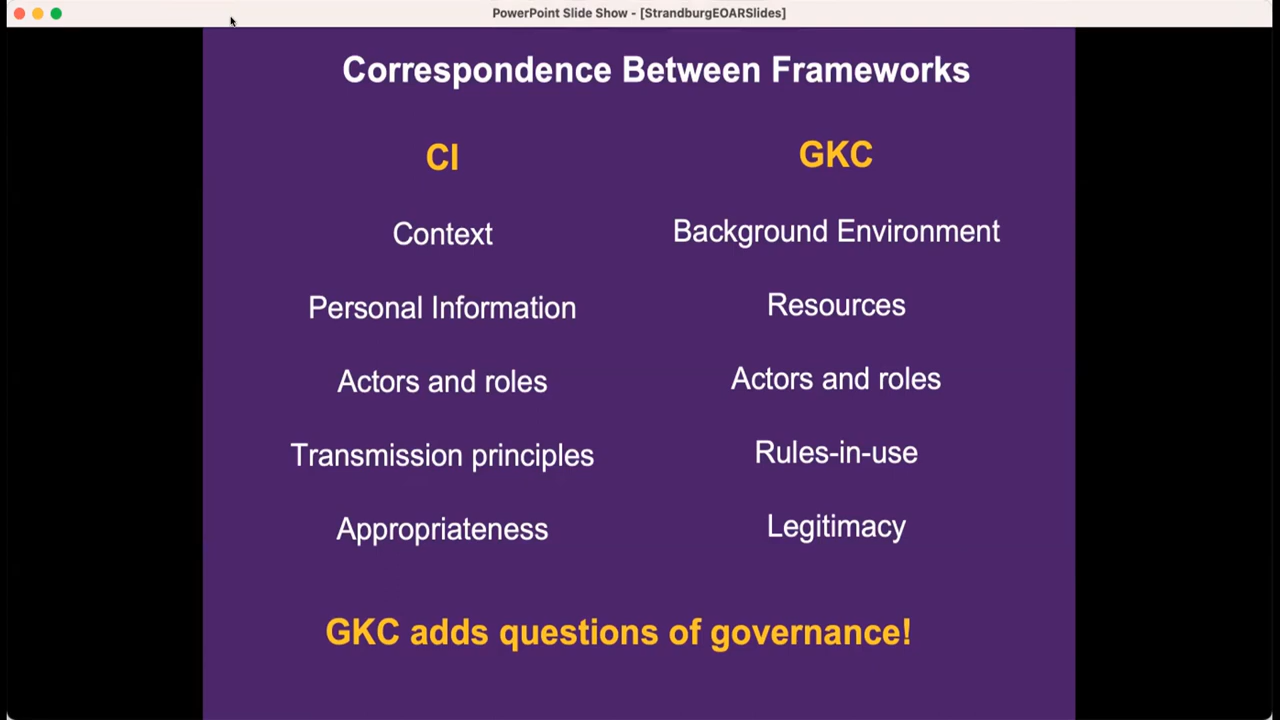 PowerPoint Slide Show - [StrandburgEOARSlides]
Correspondence Between Frameworks
CI GKC
Context Background Environment
Personal Information Resources
Actors and roles Actors and roles
Transmission principles Rules-in-use
Appropriateness Legitimacy
GKC adds questions of governance!